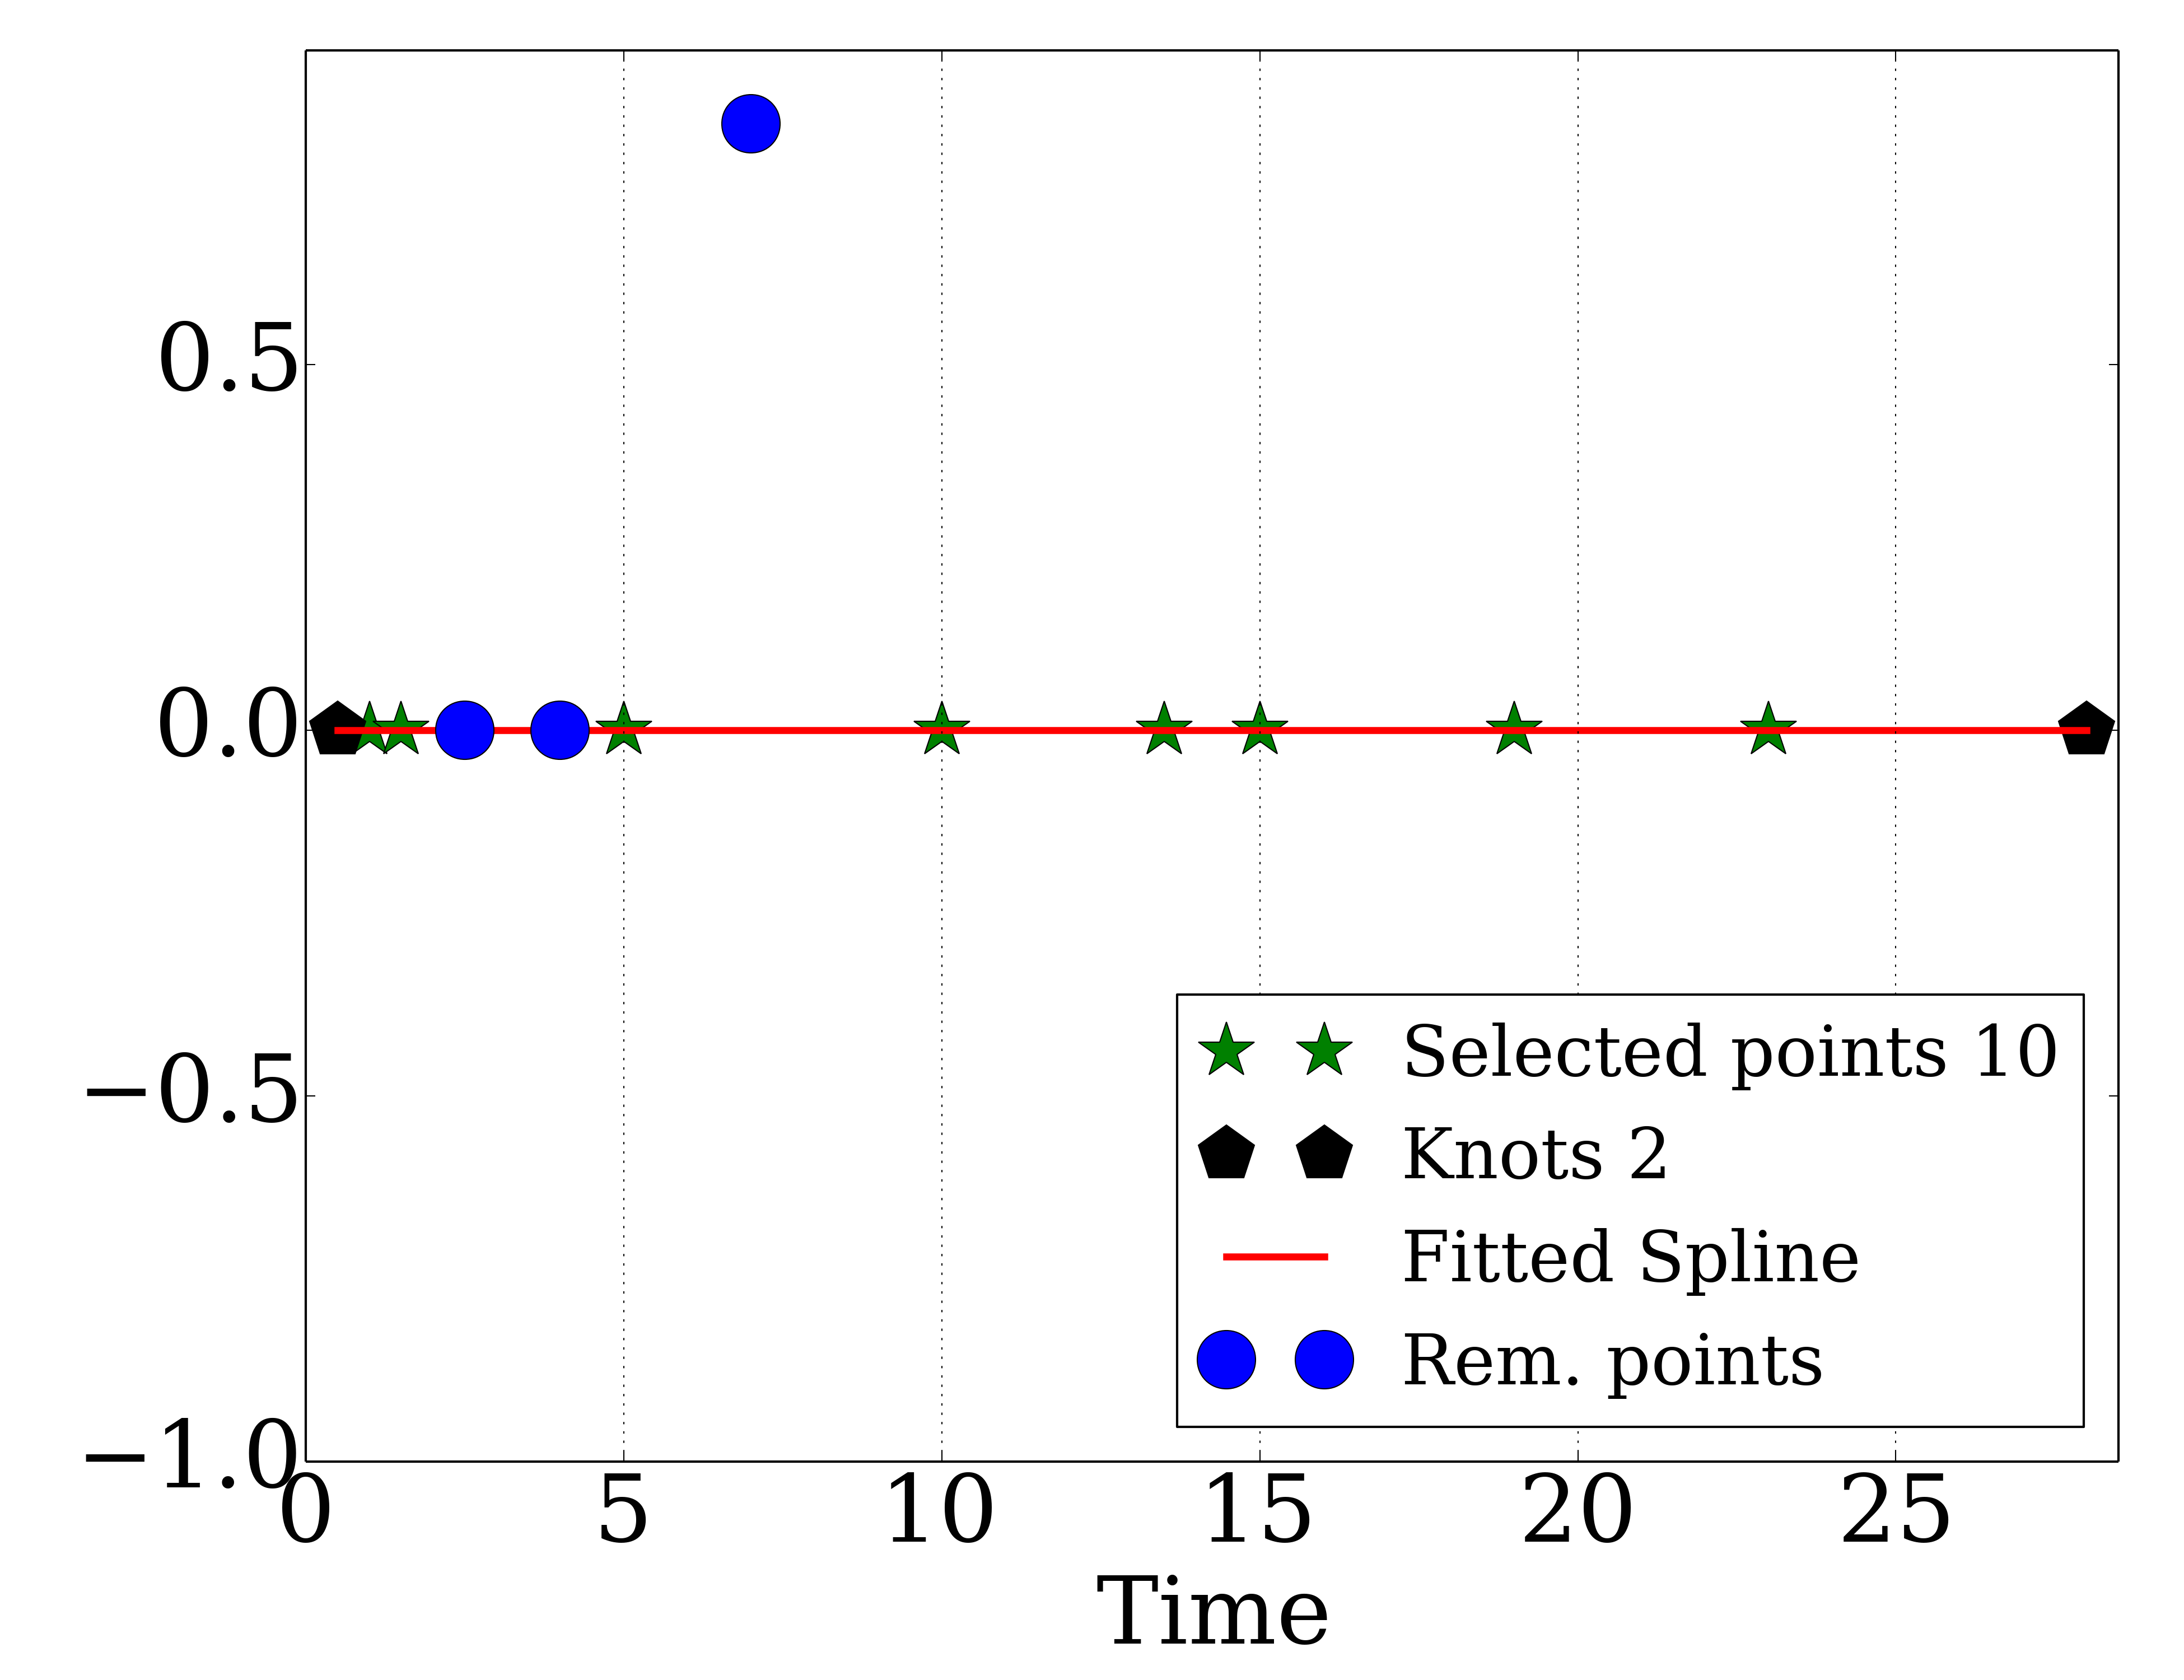 0.5
0.0
−0.5
−1.0
0 5 10 15 20 25
Time
Selected points 10
Knots 2
Fitted Spline
Rem. points